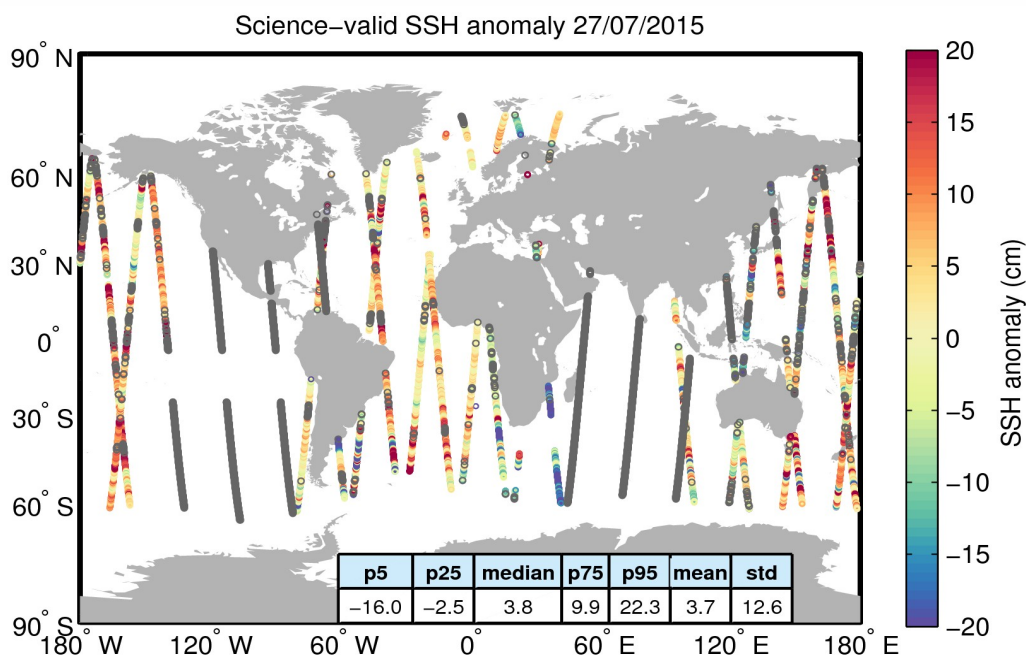 Science−valid SSH anomaly 27/07/2015
90° N
60° N
30° N
0°
30° S
60° S
90° S
180° W
120° W
60° W
0°
60° E
120° E
180° E
p5 p25 median p75 p95 mean std
−16.0 −2.5 3.8 9.9 22.3 3.7 12.6
20
15
10
5
0
−5
−10
−15
−20
SSH anomaly (cm)